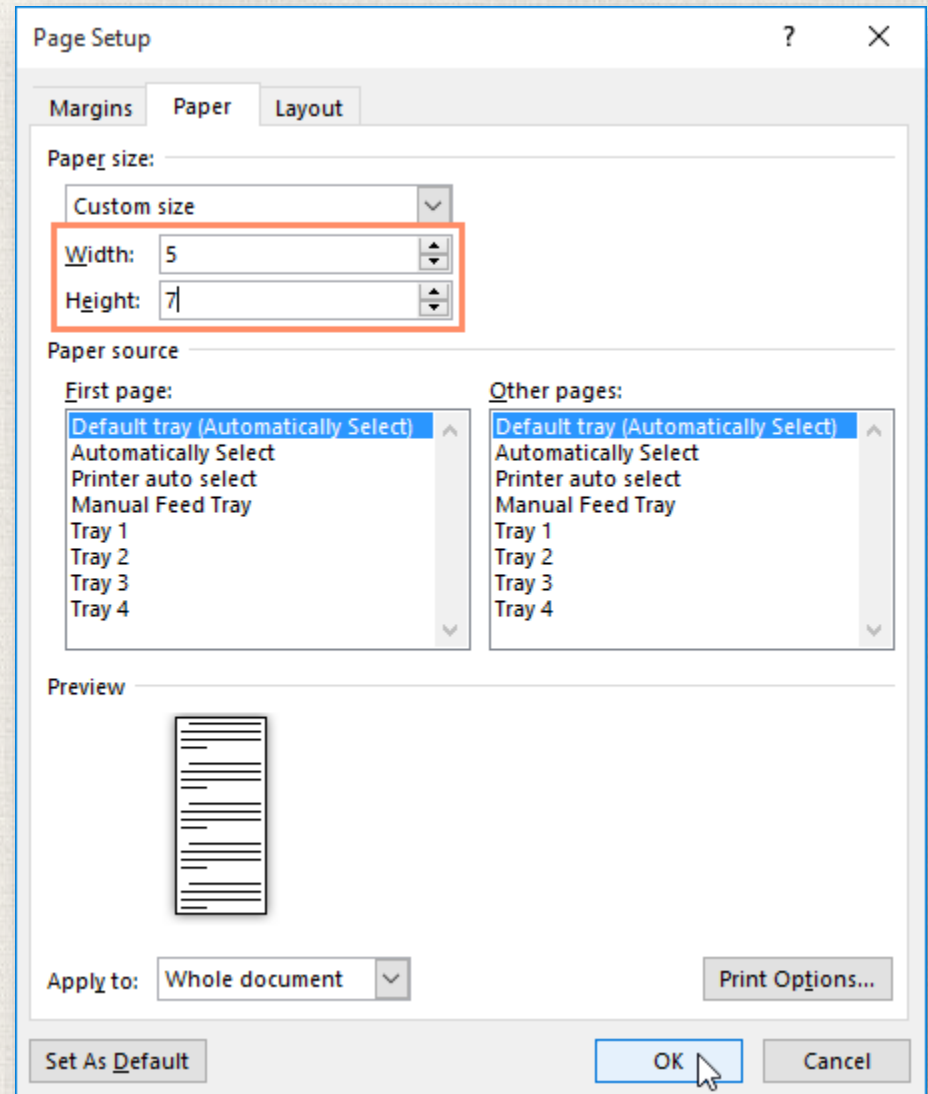 Page Setup ?
Margins Paper Layout
Paper size:
Custom size
Width: 5
Height: 7
Paper source
First page: Other pages:
Default tray (Automatically Select) Default tray (Automatically Select)
Automatically Select Automatically Select
Printer auto select Printer auto select
Manual Feed Tray Manual Feed Tray
Tray 1 Tray 1
Tray 2 Tray 2
Tray 3 Tray 3
Tray 4 Tray 4
Preview
Apply to: Whole document Print Options...
Set As Default OK Cancel